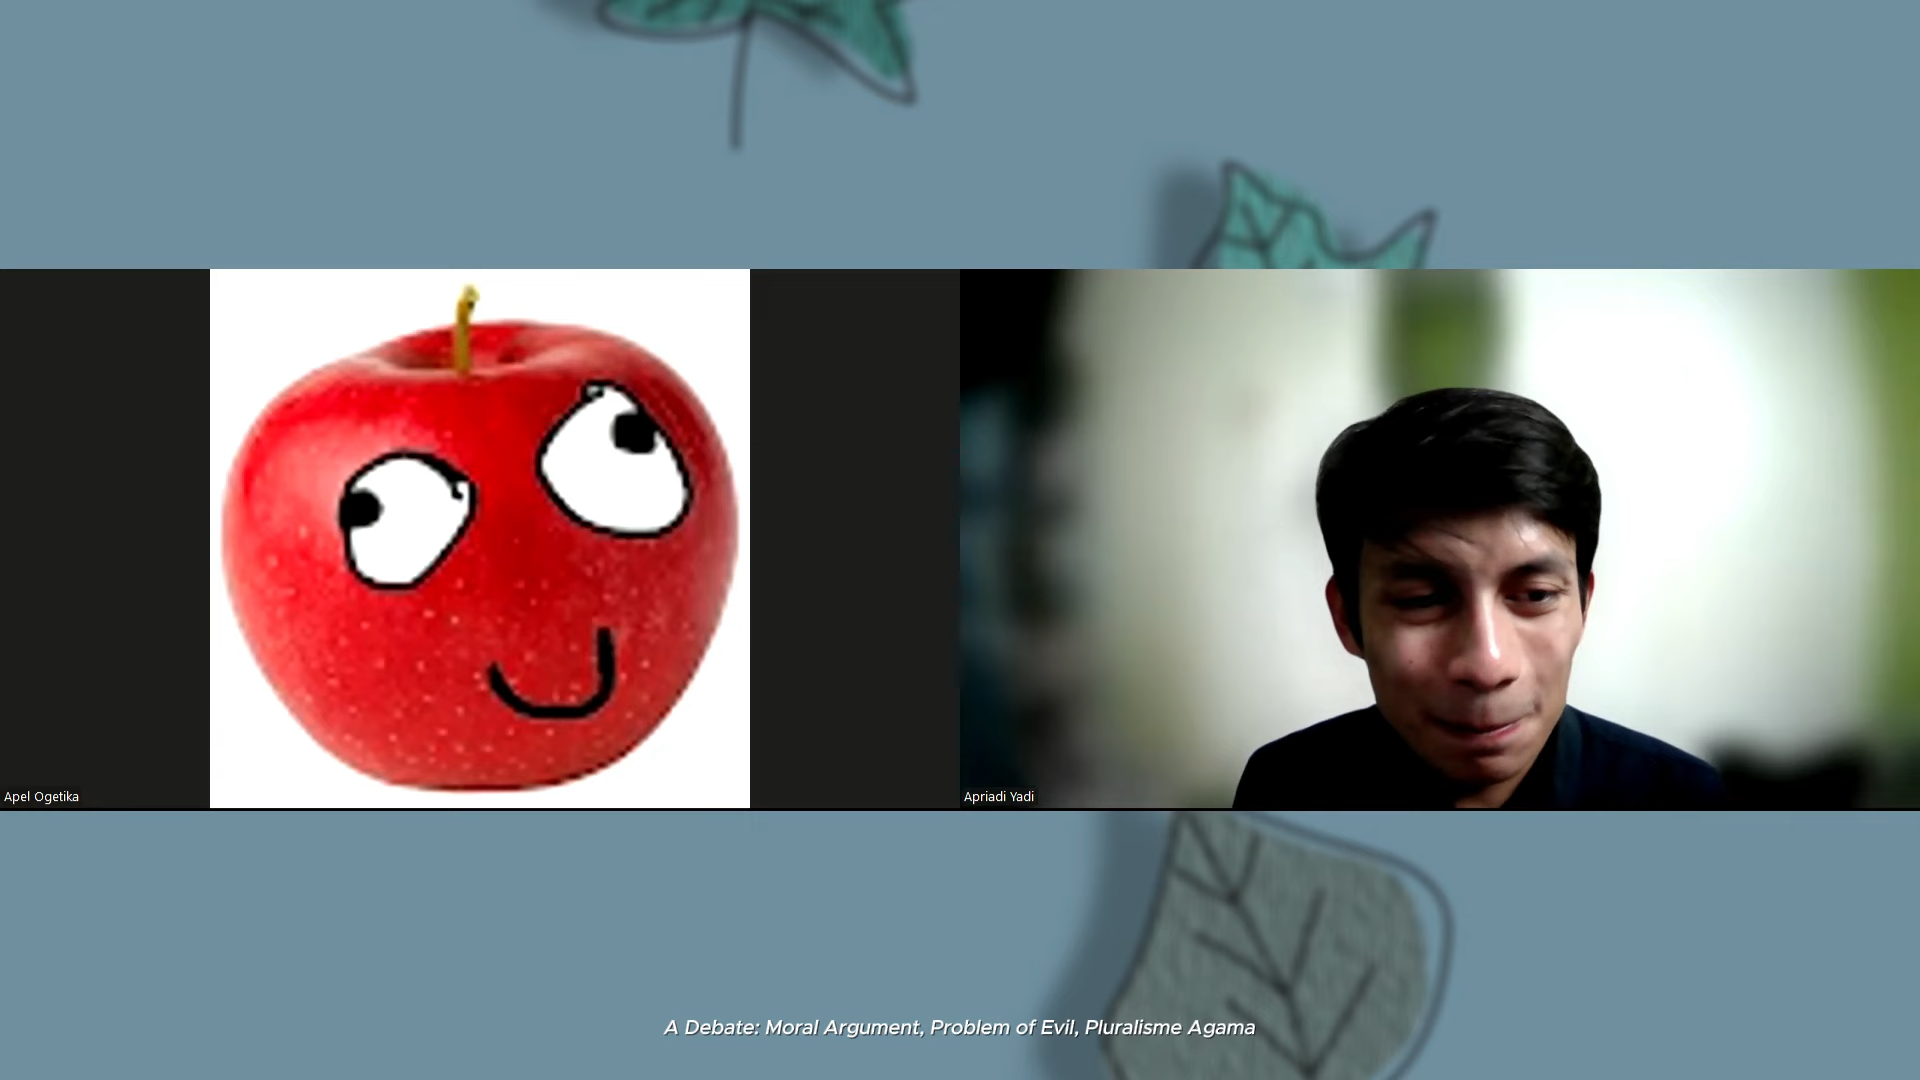 Apel Ogetika
Apriadi Yadi
A Debate: Moral Argument, Problem of Evil, Pluralisme Agama